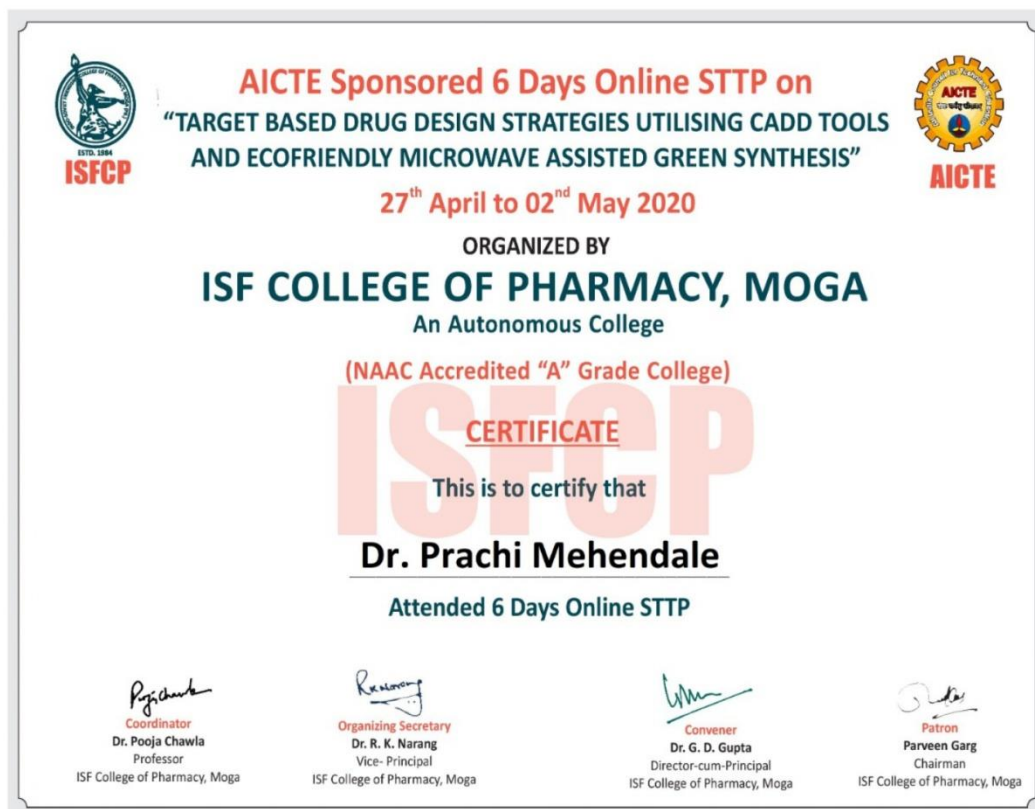 AICTE Sponsored 6 Days Online STTP on
"TARGET BASED DRUG DESIGN STRATEGIES UTILISING CADD TOOLS
AND ECOFRIENDLY MICROWAVE ASSISTED GREEN SYNTHESIS"
27th April to 02nd May 2020
ESTD. 1984
ISFCP
AICTE
AICTE
ORGANIZED BY
ISF COLLEGE OF PHARMACY, MOGA
An Autonomous College
(NAAC Accredited "A" Grade College)
ISFCP
CERTIFICATE
This is to certify that
Dr. Prachi Mehendale
Attended 6 Days Online STTP
Coordinator
Dr. Pooja Chawla
Professor
ISF College of Pharmacy, Moga
Organizing Secretary
Dr. R. K. Narang
Vice- Principal
ISF College of Pharmacy, Moga
Convener
Dr. G. D. Gupta
Director-cum-Principal
ISF College of Pharmacy, Moga
Patron
Parveen Garg
Chairman
ISF College of Pharmacy, Moga